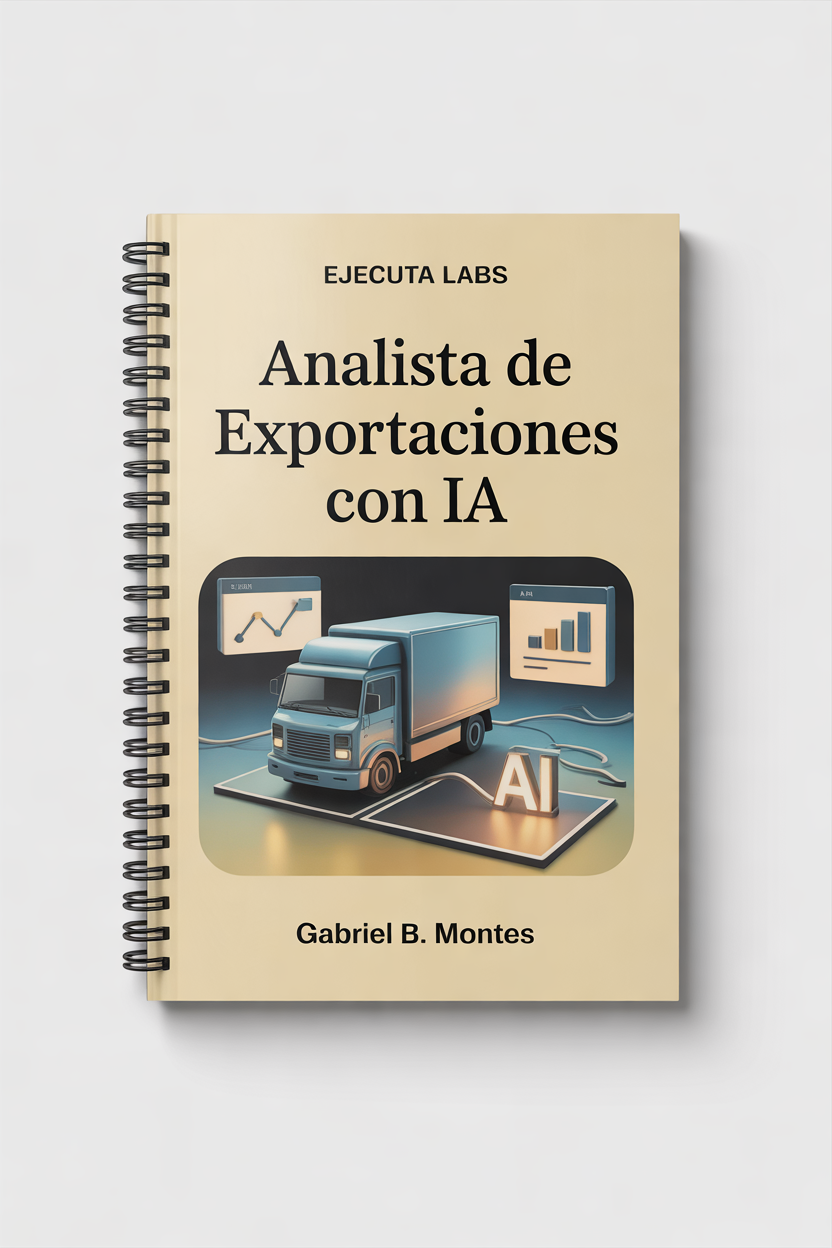 EJECUTA LABS
Analista de
Exportaciones
con IA
AI
Gabriel B. Montes